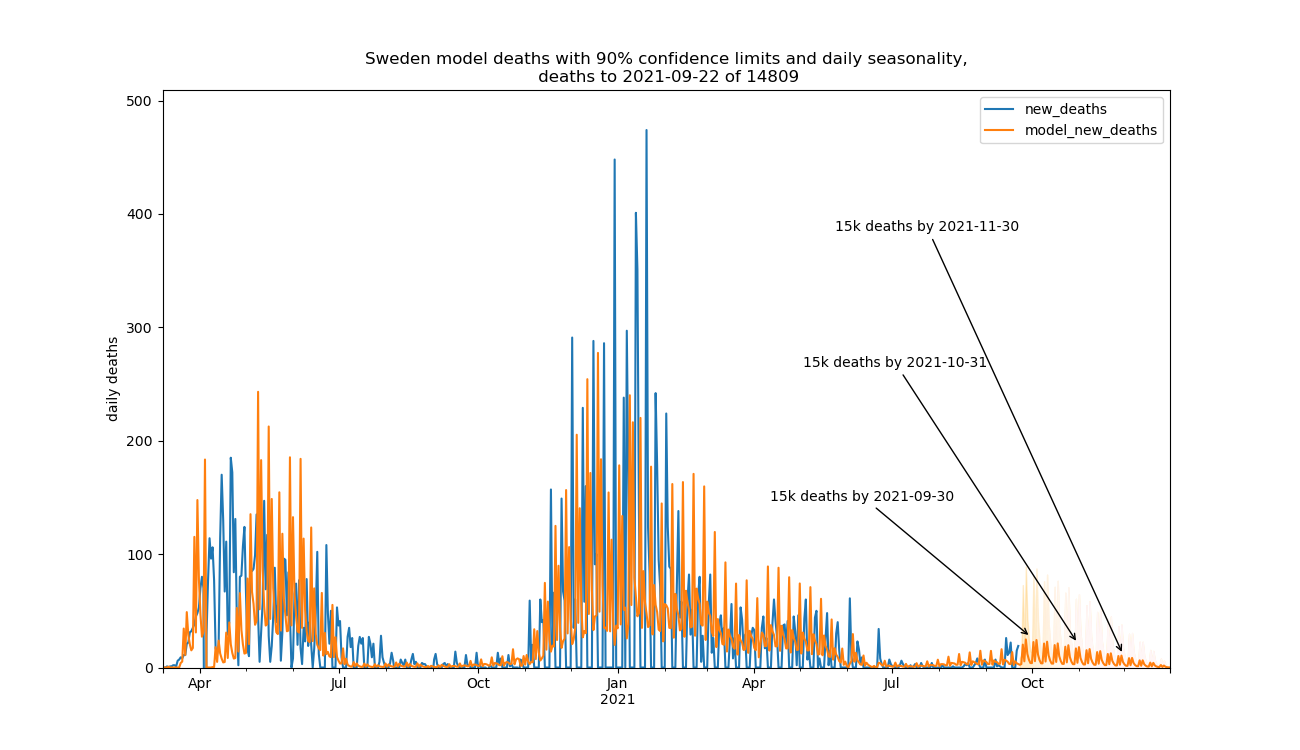 Sweden model deaths with 90% confidence limits and daily seasonality,
deaths to 2021-09-22 of 14809
new_deaths
model_new_deaths
daily deaths
500
400
300
200
100
0
15k deaths by 2021-11-30
15k deaths by 2021-10-31
15k deaths by 2021-09-30
Apr Jul Oct Jan Apr Jul Oct
2021